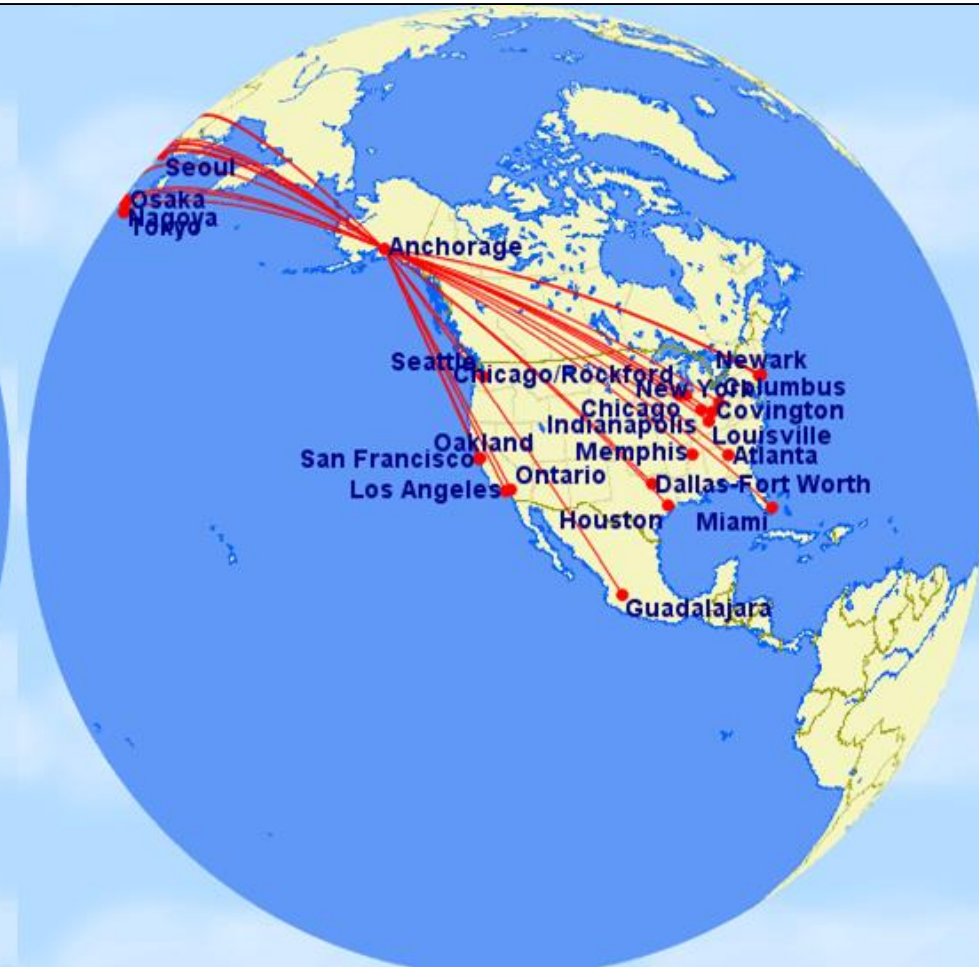 Seoul
Osaka
Nagoya
Tokyo
Anchorage
Seattle
Newark
Chicago/Rockford
New York
Columbus
Chicago
Covington
Indianapolis
Louisville
Oakland
San Francisco
Memphis
Atlanta
Ontario
Los Angeles
Dallas-Fort Worth
Houston
Miami
Guadalajara